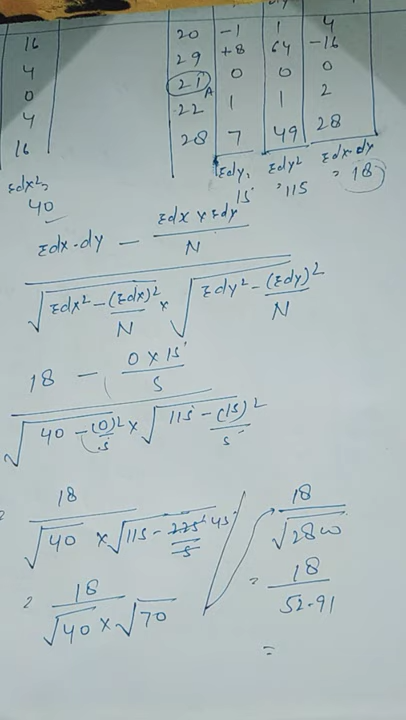 16 20 -1 1 4
4 29 +8 64 -16
0 21 A 0 0 0
4 22 1 1 2
16 28 7 49 28
Σdx², Σdy, Σdy² Σdx·dy
40 15 = 115 = 18
Σdx·dy - Σdx × Σdy / N
√Σdx² - (Σdx)² / N × √Σdy² - (Σdy)² / N
18 - 0 × 15 / 5
√40 - (0)² / 5 × √115 - (15)² / 5
= 18 / √40 × √115 - 225 / 5 45
= 18 / √40 × √70
18 / √2800
= 18 / 52.91
=